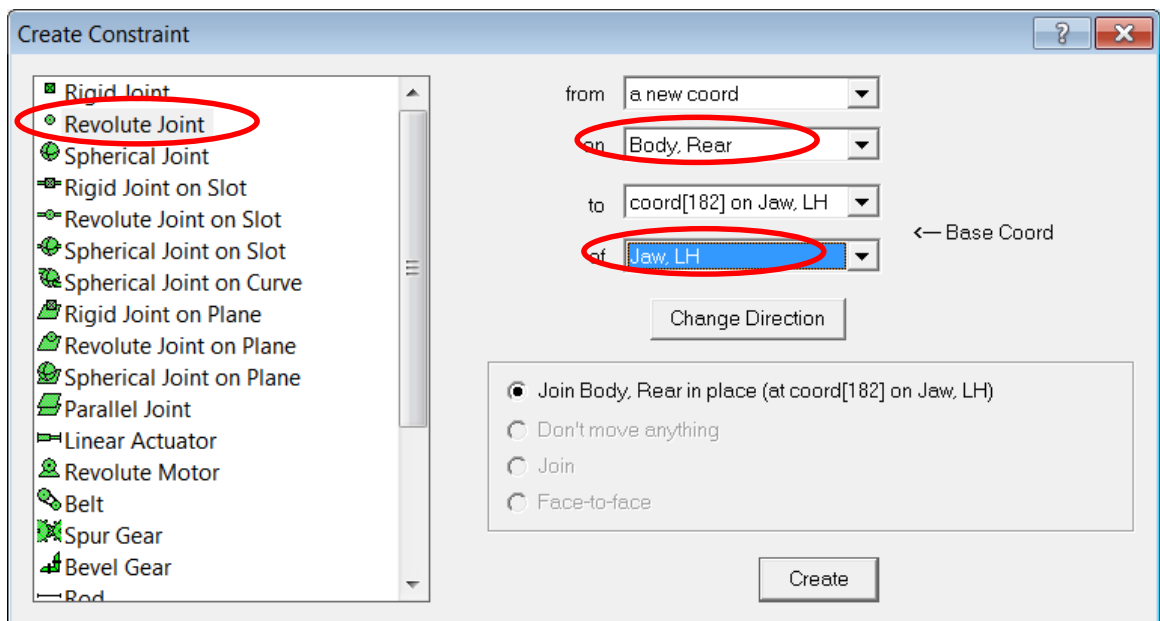 Create Constraint
Rigid Joint
Revolute Joint
Spherical Joint
Rigid Joint on Slot
Revolute Joint on Slot
Spherical Joint on Slot
Spherical Joint on Curve
Rigid Joint on Plane
Revolute Joint on Plane
Spherical Joint on Plane
Parallel Joint
Linear Actuator
Revolute Motor
Belt
Spur Gear
Bevel Gear
Rod
from a new coord
on Body, Rear
to coord[182] on Jaw, LH
<— Base Coord
of Jaw, LH
Change Direction
Join Body, Rear in place (at coord[182] on Jaw, LH)
Don't move anything
Join
Face-to-face
Create